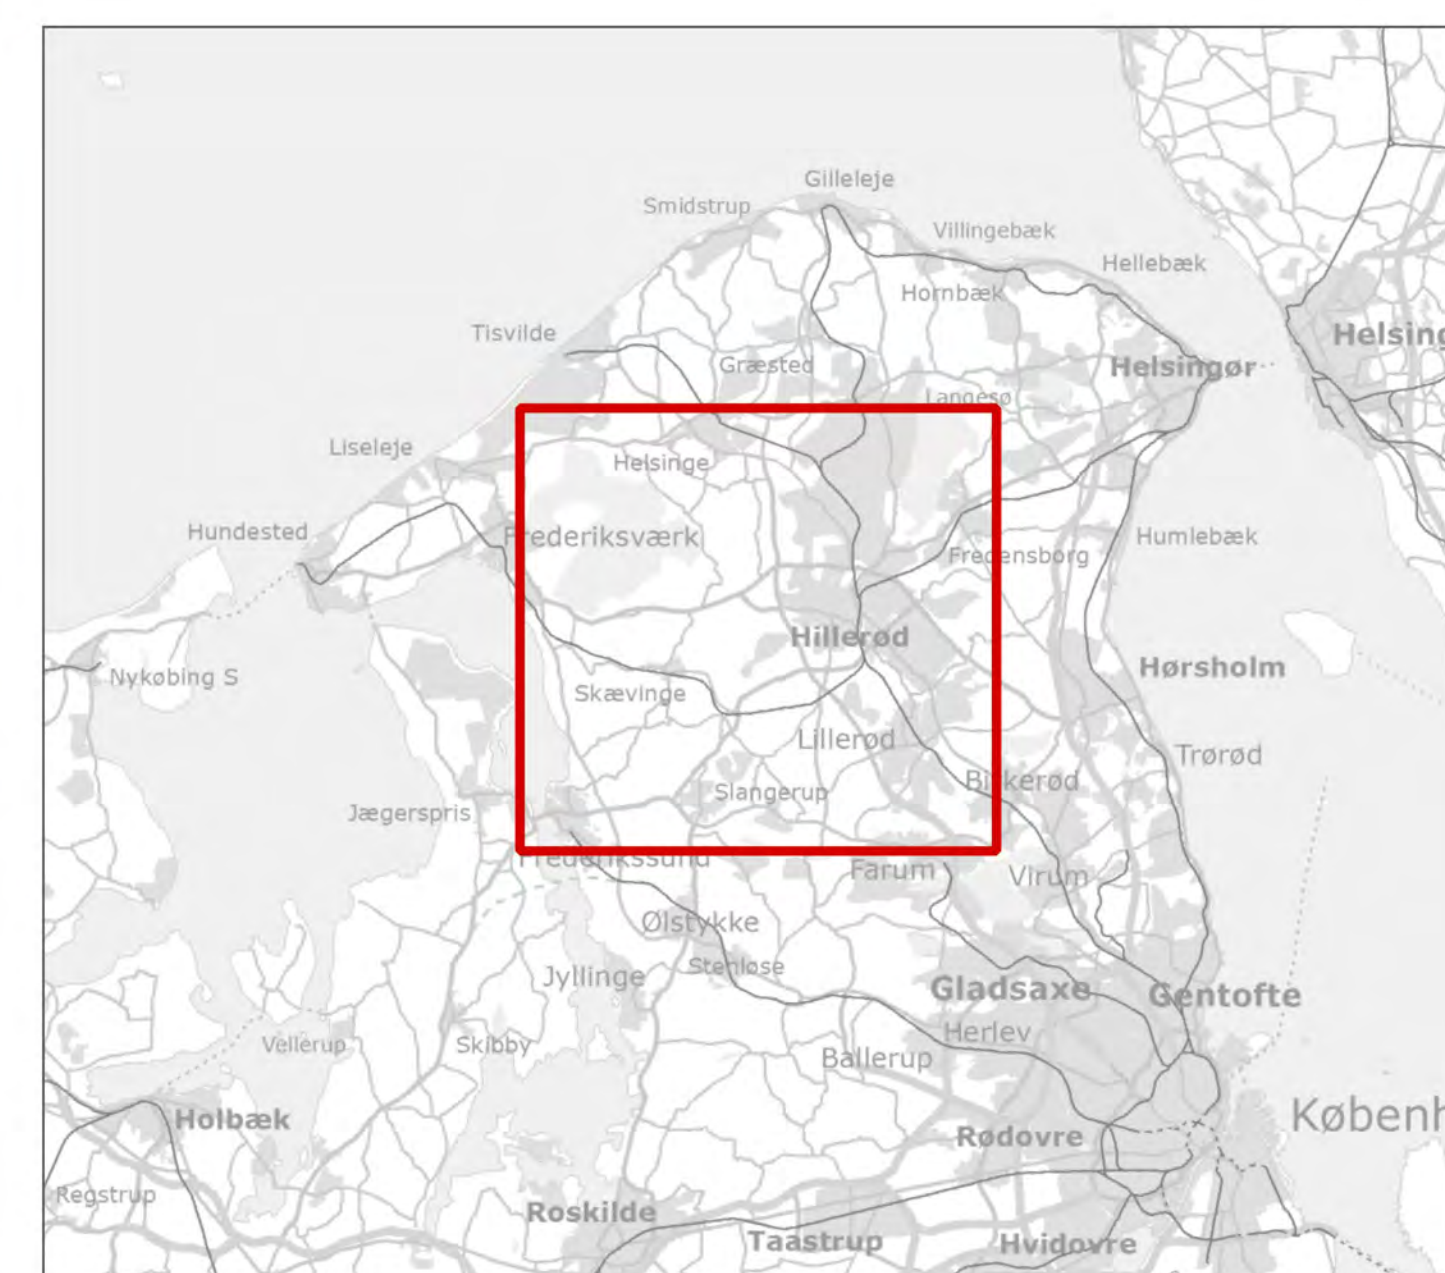 Gilleleje
Smidstrup
Villingebæk
Hellebæk
Hornbæk
Tisvilde
Helsing
Græsted
Helsingør
Langesø
Liseleje
Helsinge
Hundested
Frederiksværk
Humlebæk
Fredensborg
Hillerød
Hørsholm
Nykøbing S
Skævinge
Lillerød
Trørød
Birkerød
Slangerup
Jægerspris
Frederikssund
Farum
Virum
Ølstykke
Stenløse
Jyllinge
Gladsaxe
Gentofte
Herlev
Vellerup
Skibby
Ballerup
Københ
Holbæk
Rødovre
Regstrup
Roskilde
Taastrup
Hvidovre